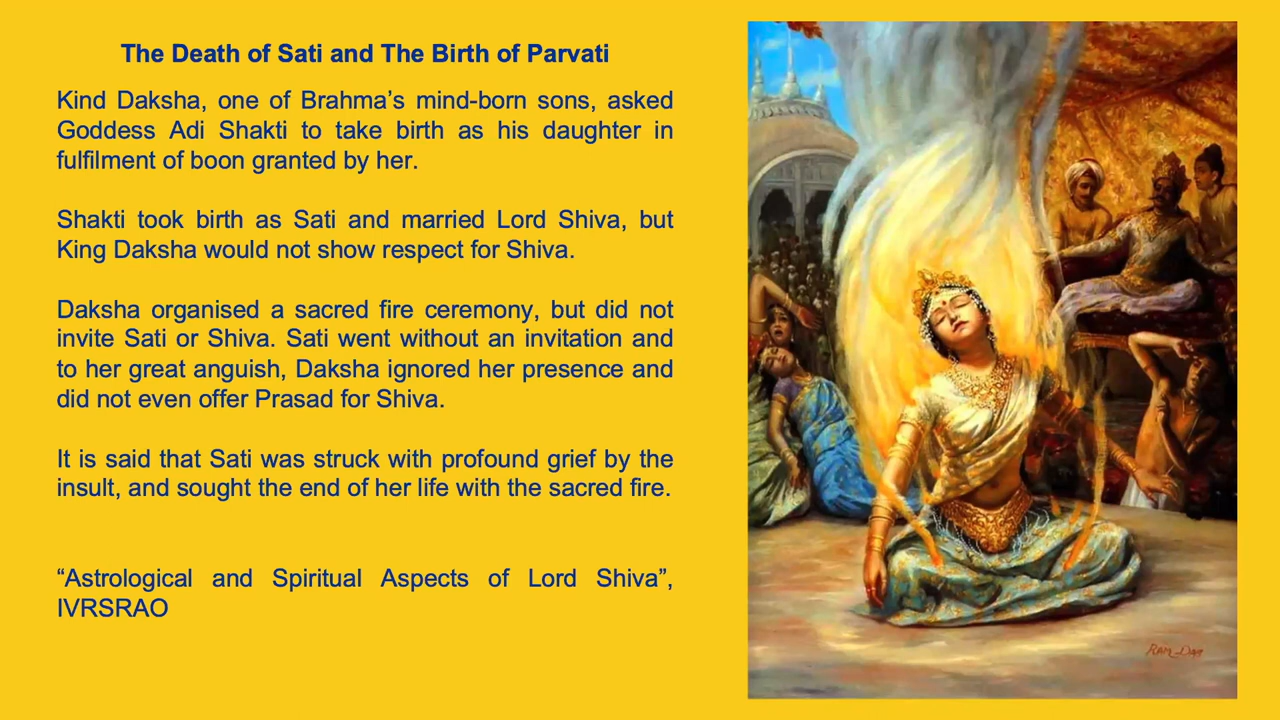 The Death of Sati and The Birth of Parvati
Kind Daksha, one of Brahma’s mind-born sons, asked
Goddess Adi Shakti to take birth as his daughter in
fulfilment of boon granted by her.
Shakti took birth as Sati and married Lord Shiva, but
King Daksha would not show respect for Shiva.
Daksha organised a sacred fire ceremony, but did not
invite Sati or Shiva. Sati went without an invitation and
to her great anguish, Daksha ignored her presence and
did not even offer Prasad for Shiva.
It is said that Sati was struck with profound grief by the
insult, and sought the end of her life with the sacred fire.
“Astrological and Spiritual Aspects of Lord Shiva”,
IVRSRAO